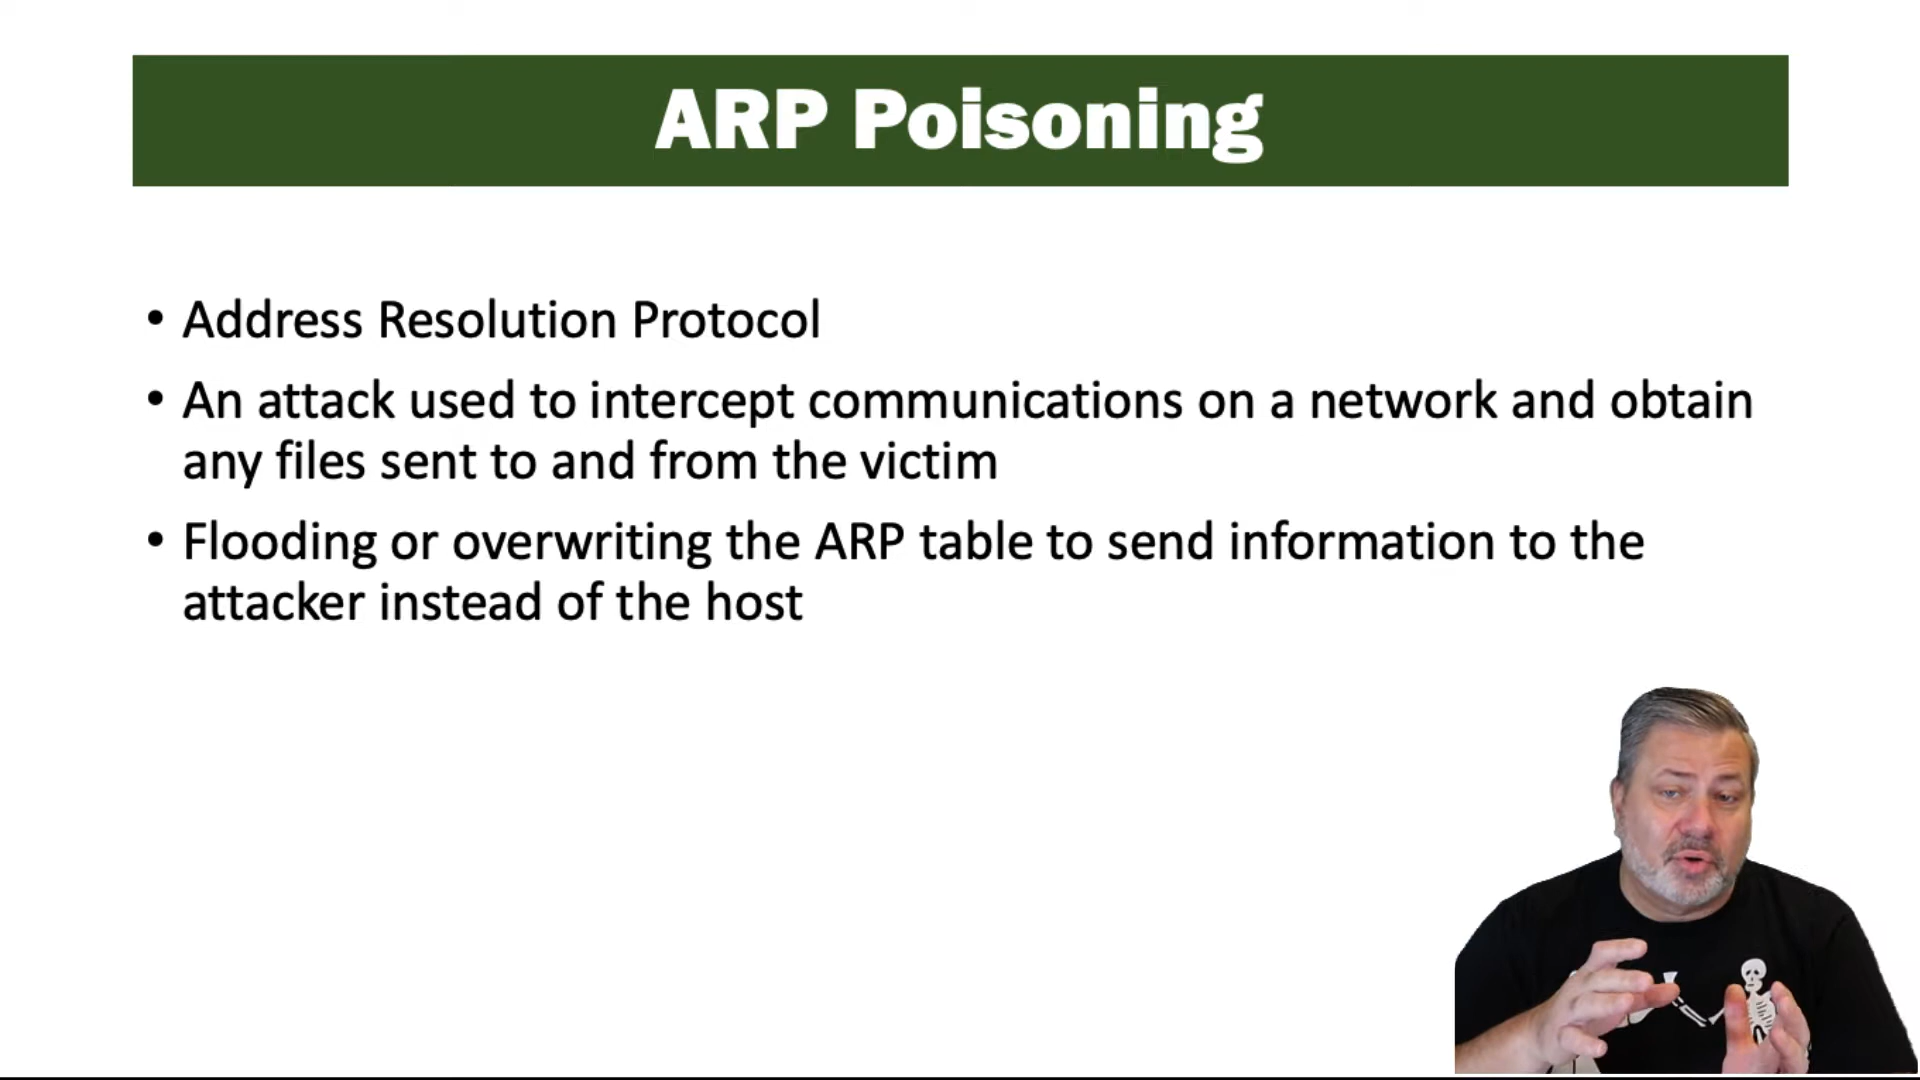 ARP Poisoning
• Address Resolution Protocol
• An attack used to intercept communications on a network and obtain
any files sent to and from the victim
• Flooding or overwriting the ARP table to send information to the
attacker instead of the host